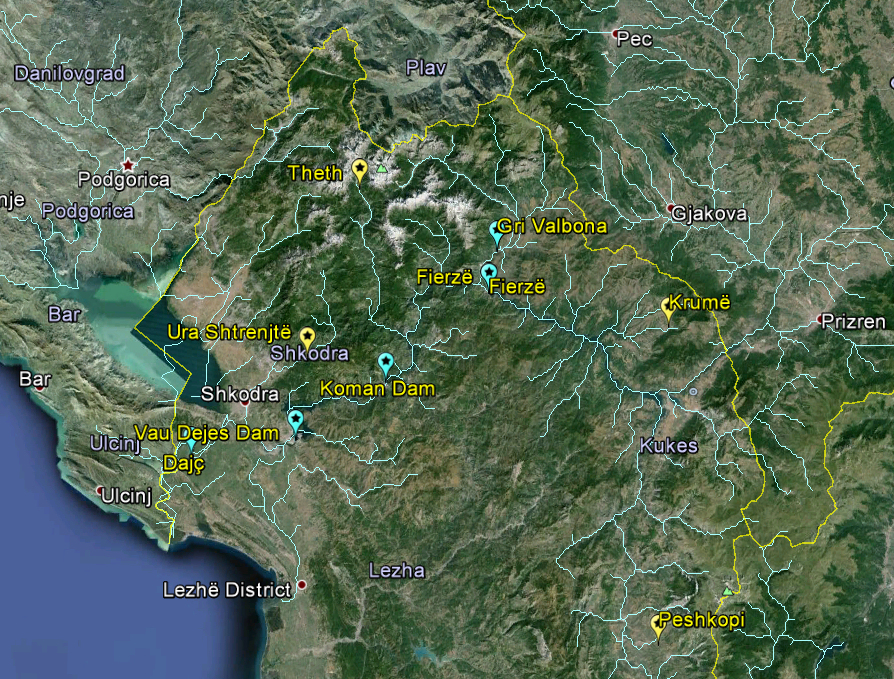 Pec
Plav
Danilovgrad
Theth
Podgorica
nje
Podgorica
Gjakova
Gri Valbona
Fierzë
Fierzë
Krumë
Bar
Prizren
Ura Shtrenjtë
Shkodra
Bar
Koman Dam
Shkodra
Vau Dejes Dam
Ulcinj
Kukes
Dajç
Ulcinj
Lezha
Lezhë District
Peshkopi